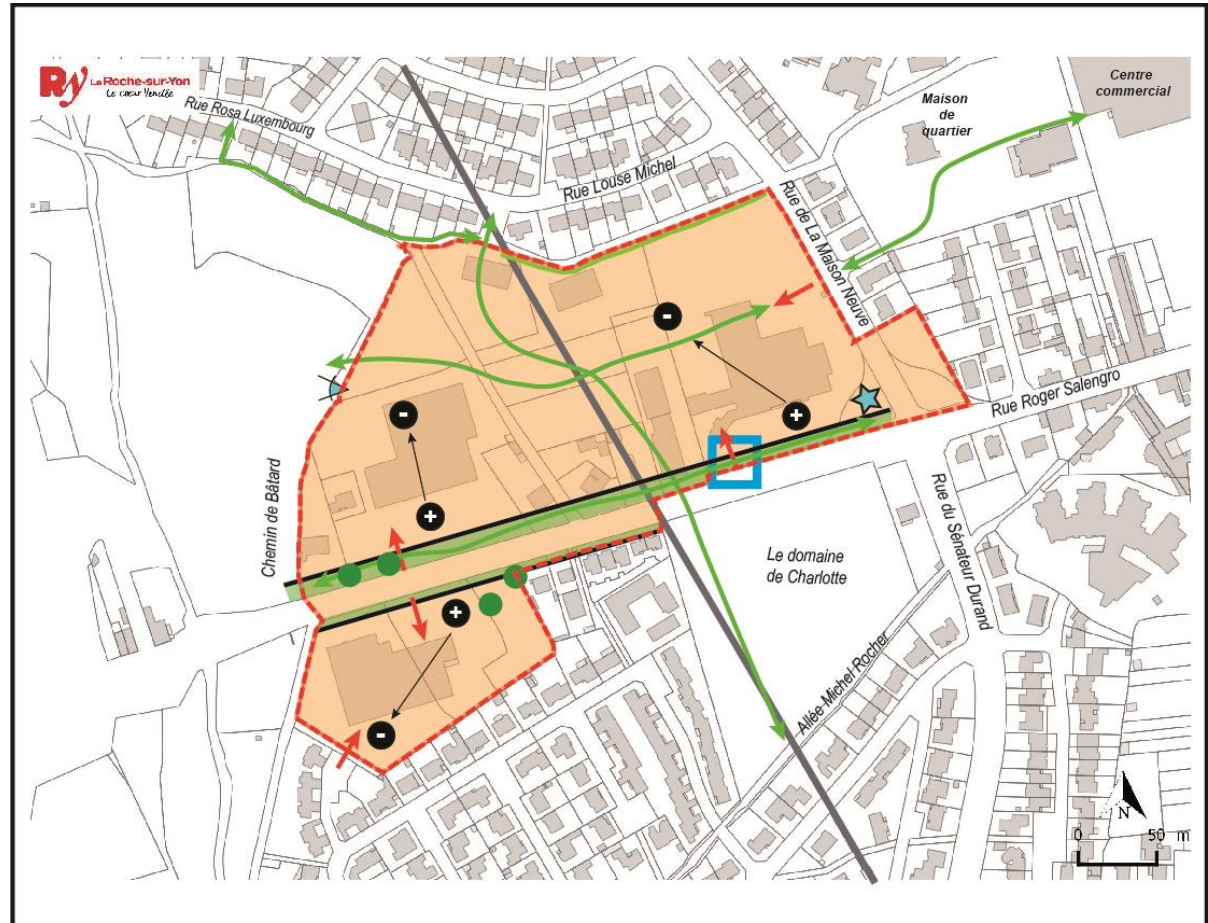 Ry La Roche-sur-Yon
Le cœur Vendée
Centre
commercial
Maison
de
quartier
Rue Rosa Luxembourg
Rue Louse Michel
Rue de La Maison Neuve
-
-
+
Rue Roger Salengro
Chemin de Bâtard
+
Rue du Sénateur Durand
Le domaine
de Charlotte
+
Allée Michel Rocher
-
N
0 50 m